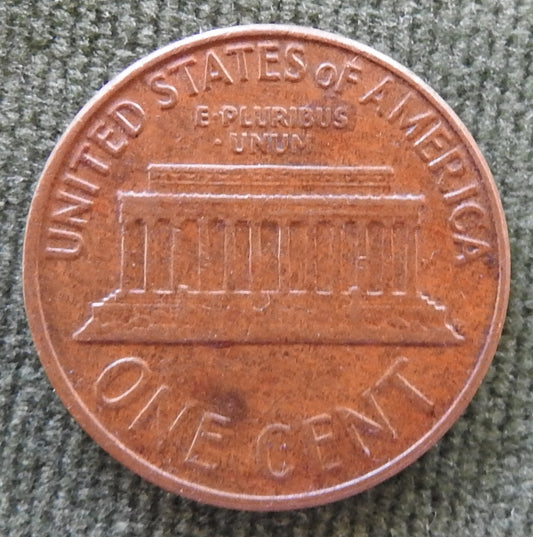 UNITED STATES OF AMERICA
E·PLURIBUS
·UNUM
ONE CENT